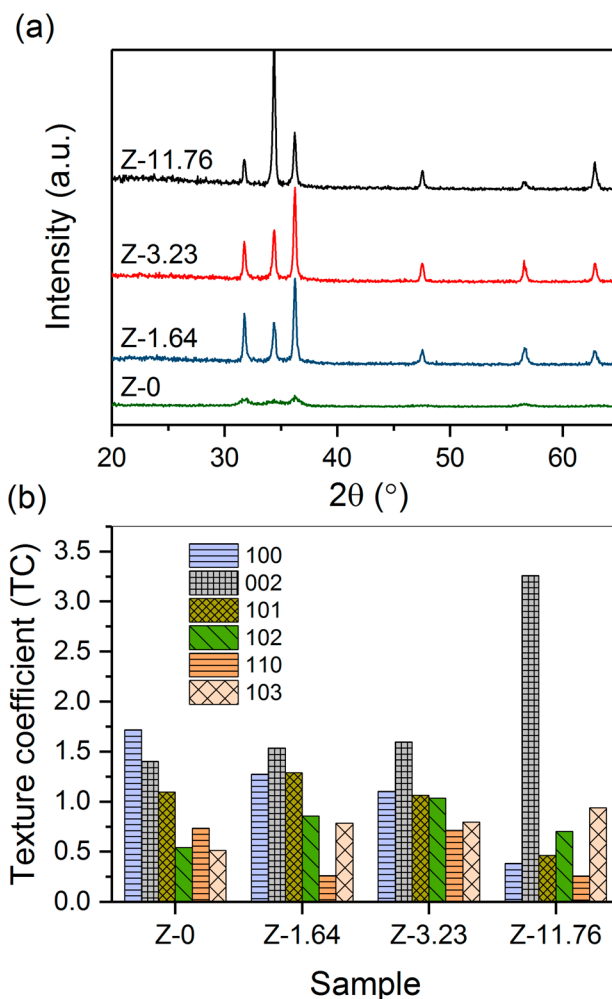 (a)
Intensity (a.u.)
Z-11.76
Z-3.23
Z-1.64
Z-0
20 30 40 50 60
2θ (°)
(b)
Texture coefficient (TC)
3.5
3.0
2.5
2.0
1.5
1.0
0.5
0.0
100
002
101
102
110
103
Z-0 Z-1.64 Z-3.23 Z-11.76
Sample